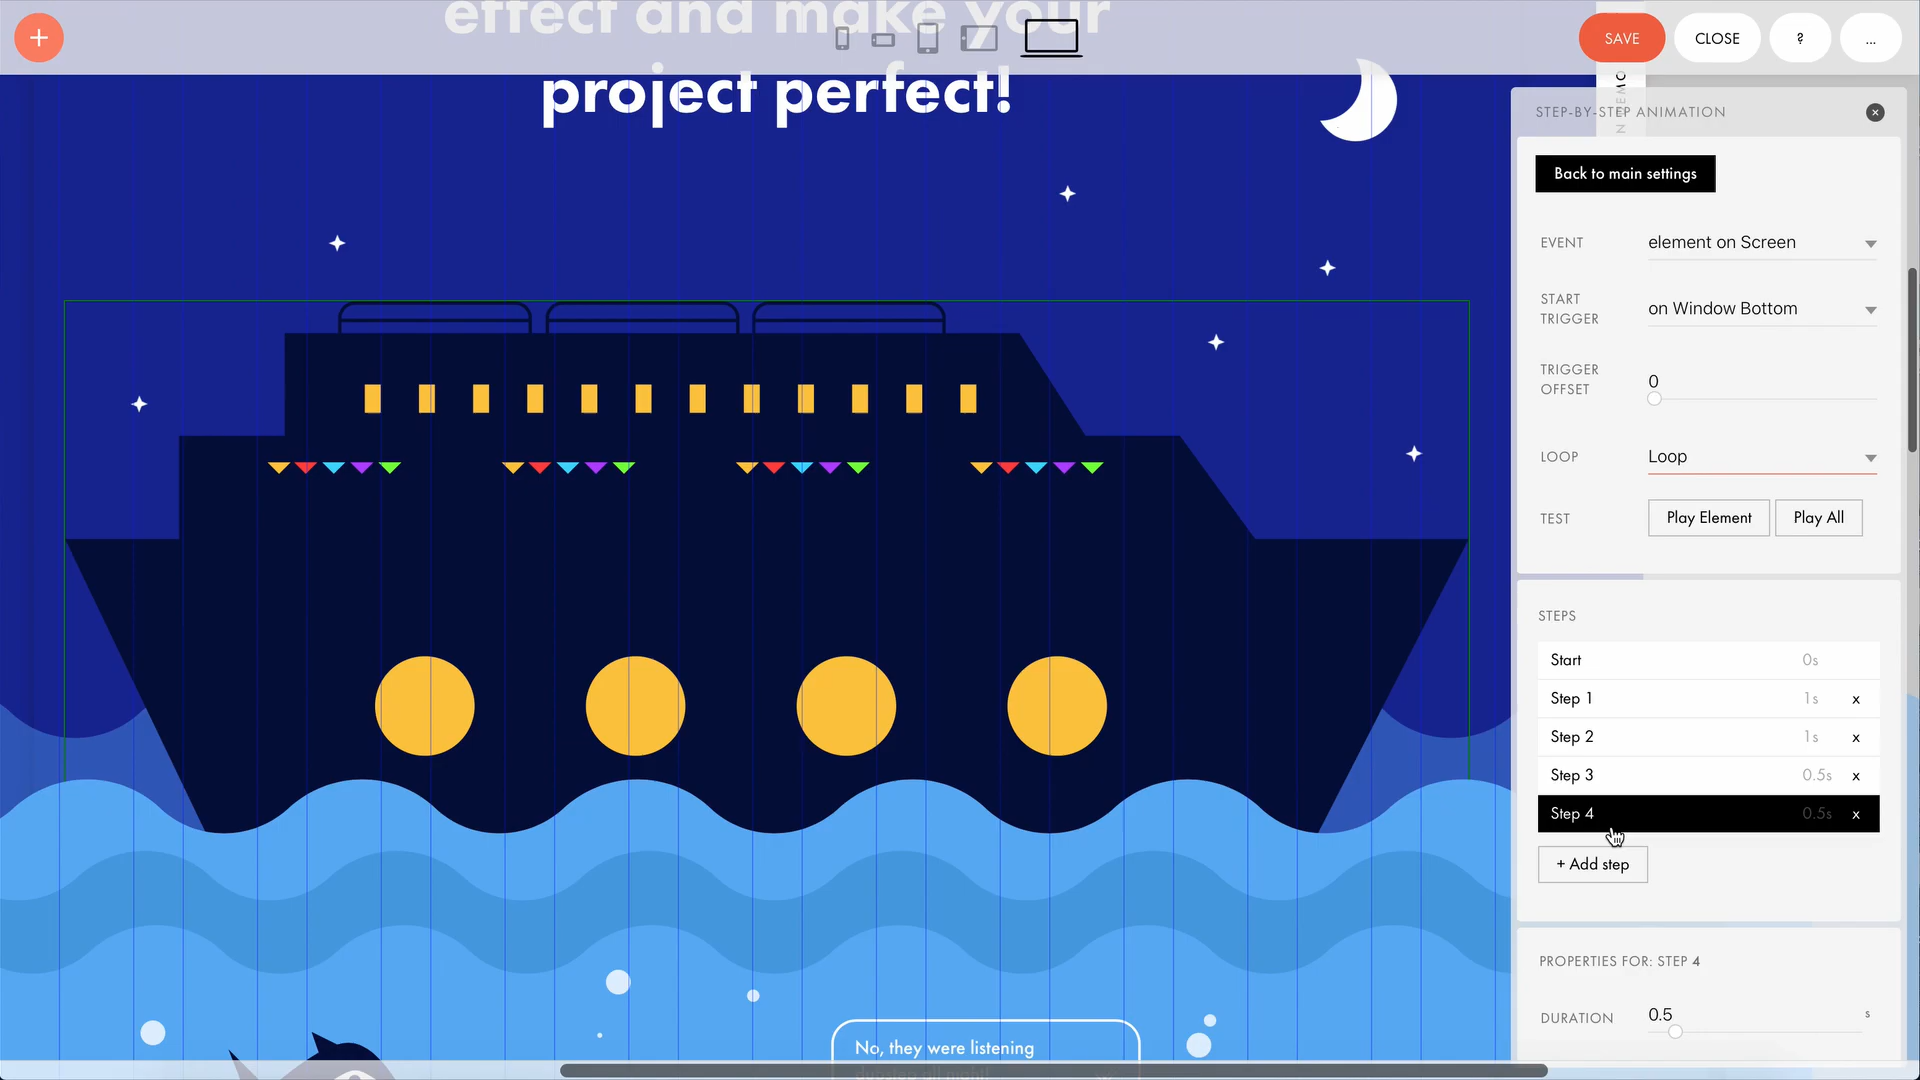 effect and make your
project perfect!
SAVE
CLOSE
?
...
STEP-BY-STEP ANIMATION
Back to main settings
EVENT
element on Screen
START
TRIGGER
on Window Bottom
TRIGGER
OFFSET
0
LOOP
Loop
TEST
Play Element
Play All
STEPS
Start 0s
Step 1 1s x
Step 2 1s x
Step 3 0.5s x
Step 4 0.5s x
+ Add step
PROPERTIES FOR: STEP 4
DURATION
0.5 s
No, they were listening
dubstep all night!